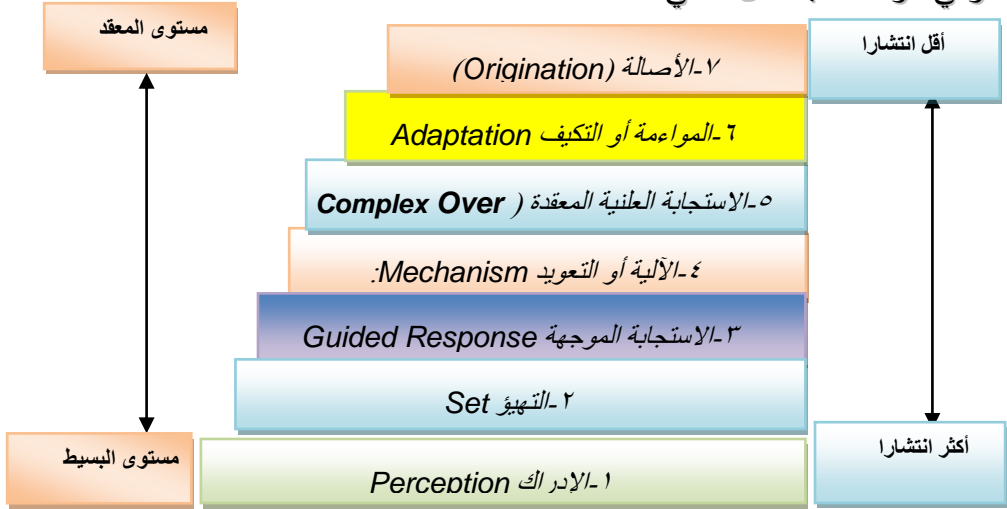 مستوى المعقد
أقل انتشارا
٧-الأصالة (Origination)
٦-المواءمة أو التكيف Adaptation
٥-الاستجابة العلنية المعقدة ( Complex Over
٤-الآلية أو التعويد Mechanism:
٣-الاستجابة الموجهة Guided Response
٢-التهيؤ Set
أكثر انتشارا
مستوى البسيط
١-الإدراك Perception